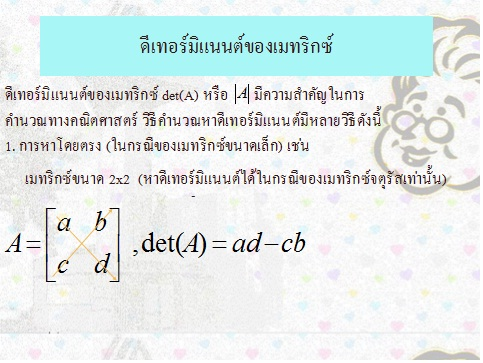 ดีเทอร์มิแนนต์ของเมทริกซ์
ดีเทอร์มิแนนต์ของเมทริกซ์ det(A) หรือ |A| มีความสำคัญในการ
คำนวณทางคณิตศาสตร์ วิธีคำนวณหาดีเทอร์มิแนนต์มีหลายวิธีดังนี้
1. การหาโดยตรง (ในกรณีของเมทริกซ์ขนาดเล็ก) เช่น
เมทริกซ์ขนาด 2x2 (หาดีเทอร์มิแนนต์ได้ในกรณีของเมทริกซ์จตุรัสเท่านั้น)
A = [a b
c d] , det(A) = ad − cb